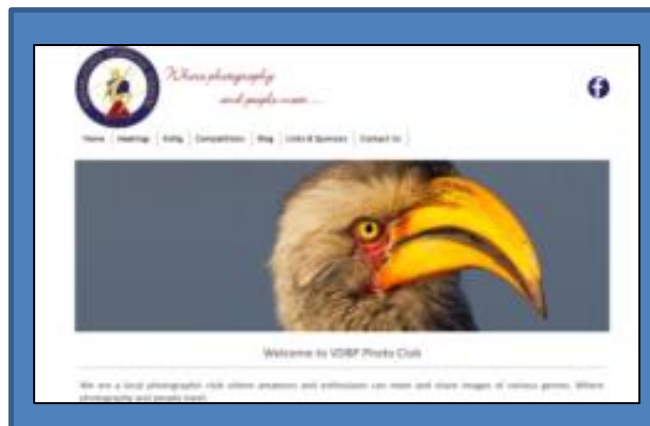 Where photography
and people meet ...
Home Meetings Competitions Blog Links & Sponsors Contact Us
Welcome to VDBP Photo Club
We are a local photographic club where amateurs and enthusiasts can meet and share images of various genres. Where
photography and people meet!